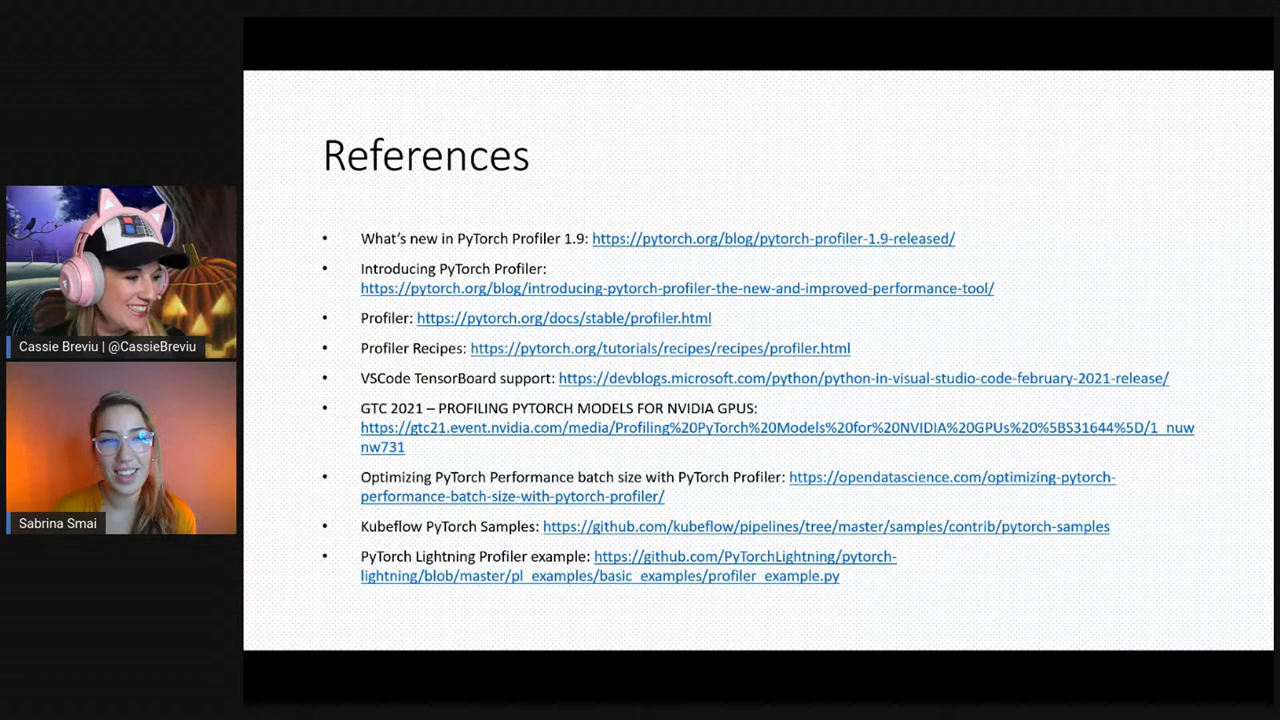 References
• What's new in PyTorch Profiler 1.9: https://pytorch.org/blog/pytorch-profiler-1.9-released/
• Introducing PyTorch Profiler:
https://pytorch.org/blog/introducing-pytorch-profiler-the-new-and-improved-performance-tool/
• Profiler: https://pytorch.org/docs/stable/profiler.html
• Profiler Recipes: https://pytorch.org/tutorials/recipes/recipes/profiler.html
• VSCode TensorBoard support: https://devblogs.microsoft.com/python/python-in-visual-studio-code-february-2021-release/
• GTC 2021 – PROFILING PYTORCH MODELS FOR NVIDIA GPUS:
https://gtc21.event.nvidia.com/media/Profiling%20PyTorch%20Models%20for%20NVIDIA%20GPUs%20%5BS31644%5D/1_nuw
nw731
• Optimizing PyTorch Performance batch size with PyTorch Profiler: https://opendatascience.com/optimizing-pytorch-
performance-batch-size-with-pytorch-profiler/
• Kubeflow PyTorch Samples: https://github.com/kubeflow/pipelines/tree/master/samples/contrib/pytorch-samples
• PyTorch Lightning Profiler example: https://github.com/PyTorchLightning/pytorch-
lightning/blob/master/pl_examples/basic_examples/profiler_example.py
Cassie Breviu | @CassieBreviu
Sabrina Smai